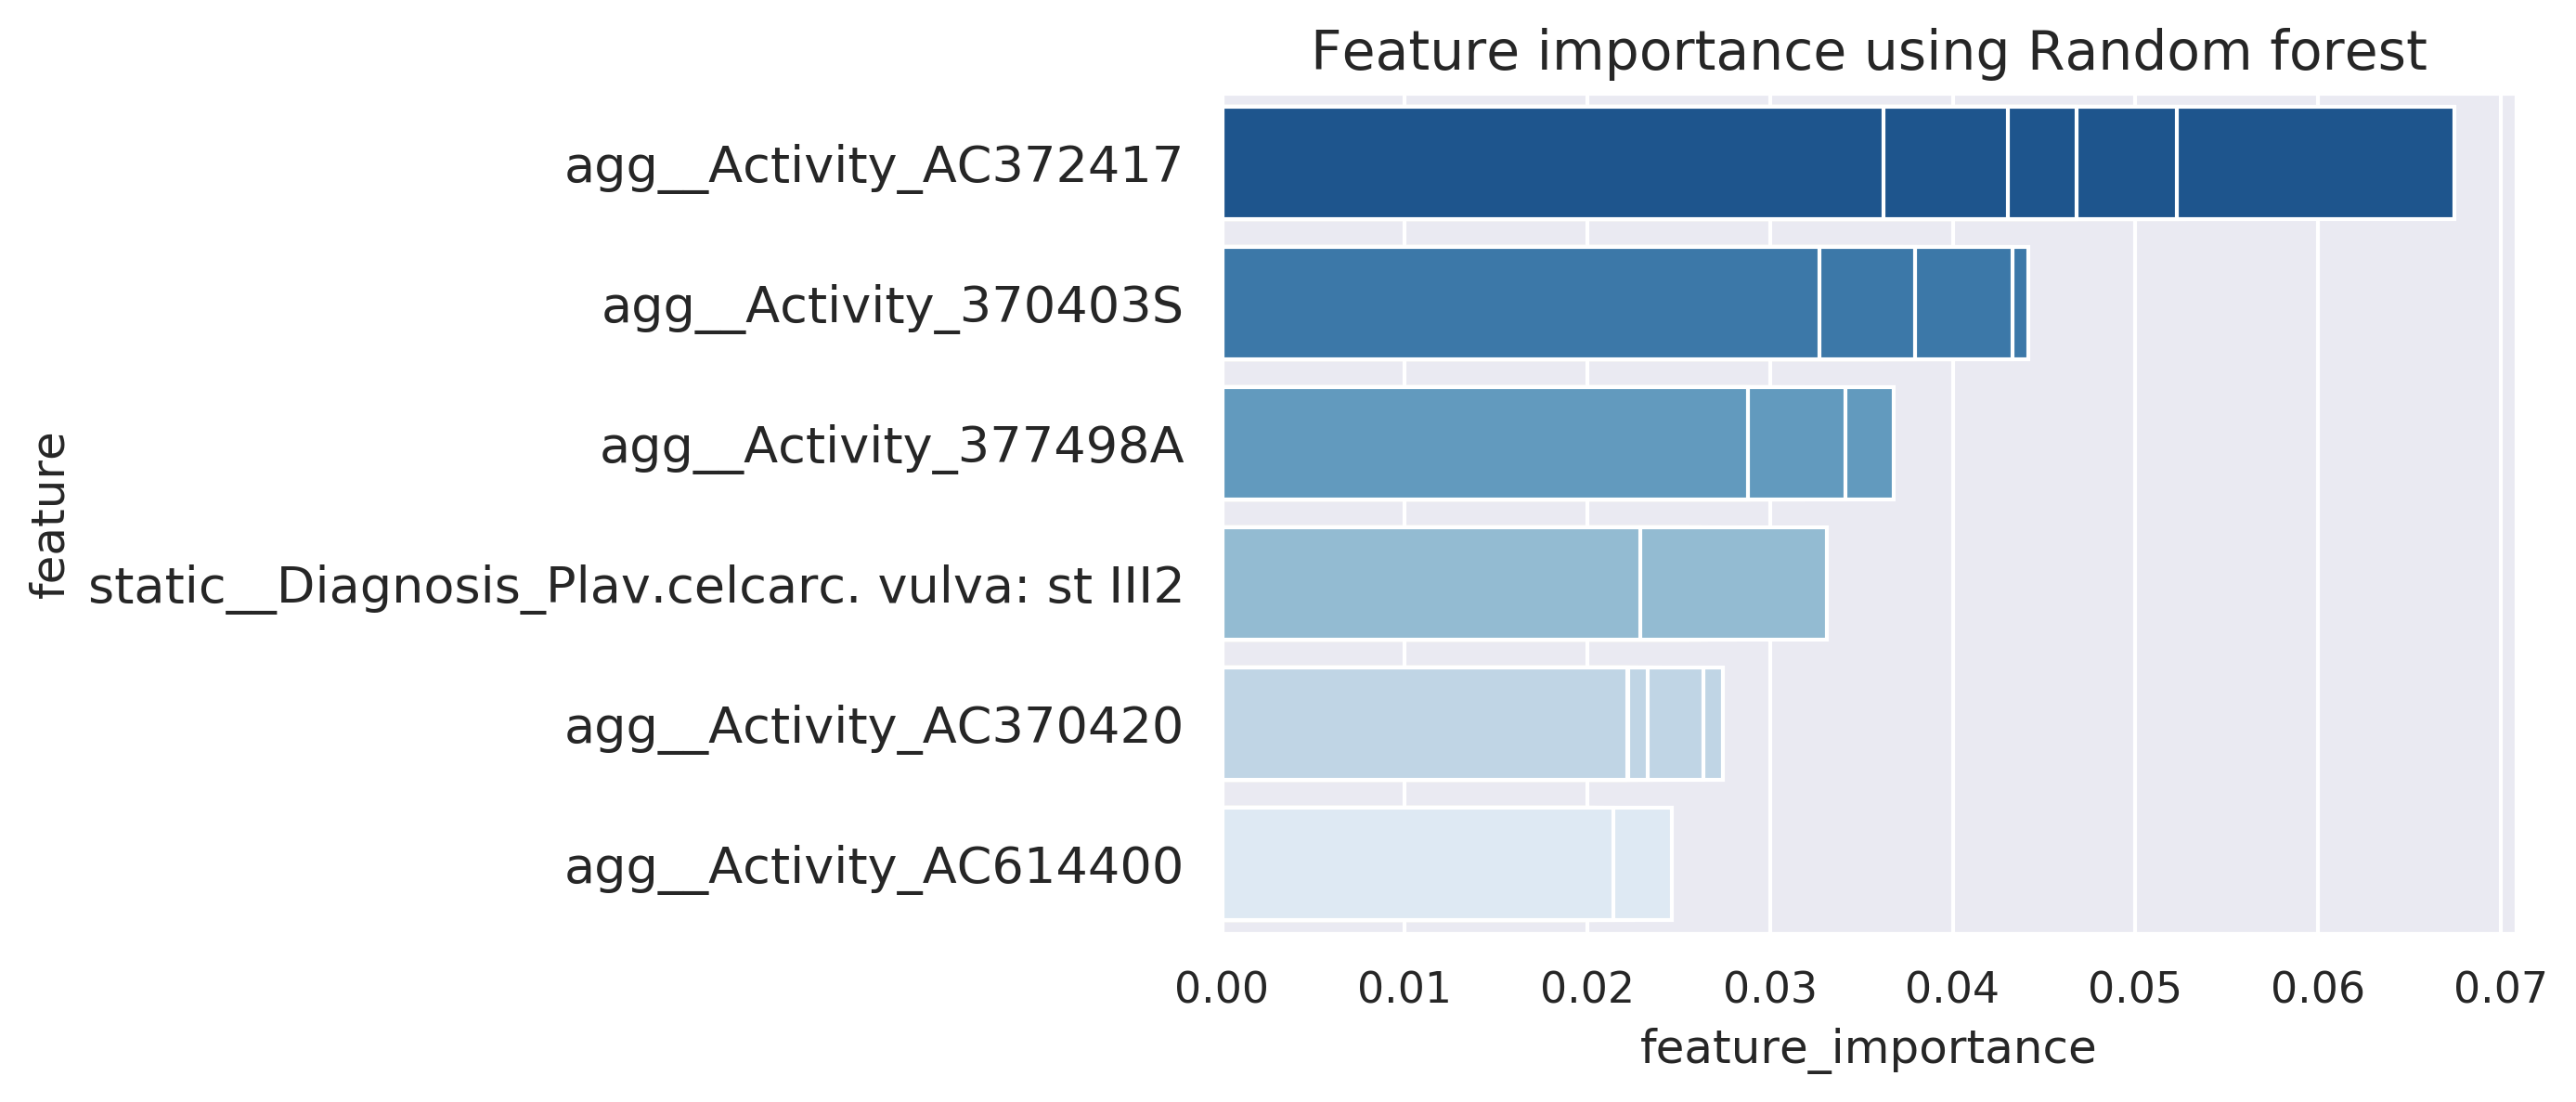 Feature importance using Random forest
agg__Activity_AC372417
agg__Activity_370403S
agg__Activity_377498A
static__Diagnosis_Plav.celcarc. vulva: st III2
agg__Activity_AC370420
agg__Activity_AC614400
feature
0.00 0.01 0.02 0.03 0.04 0.05 0.06 0.07
feature_importance